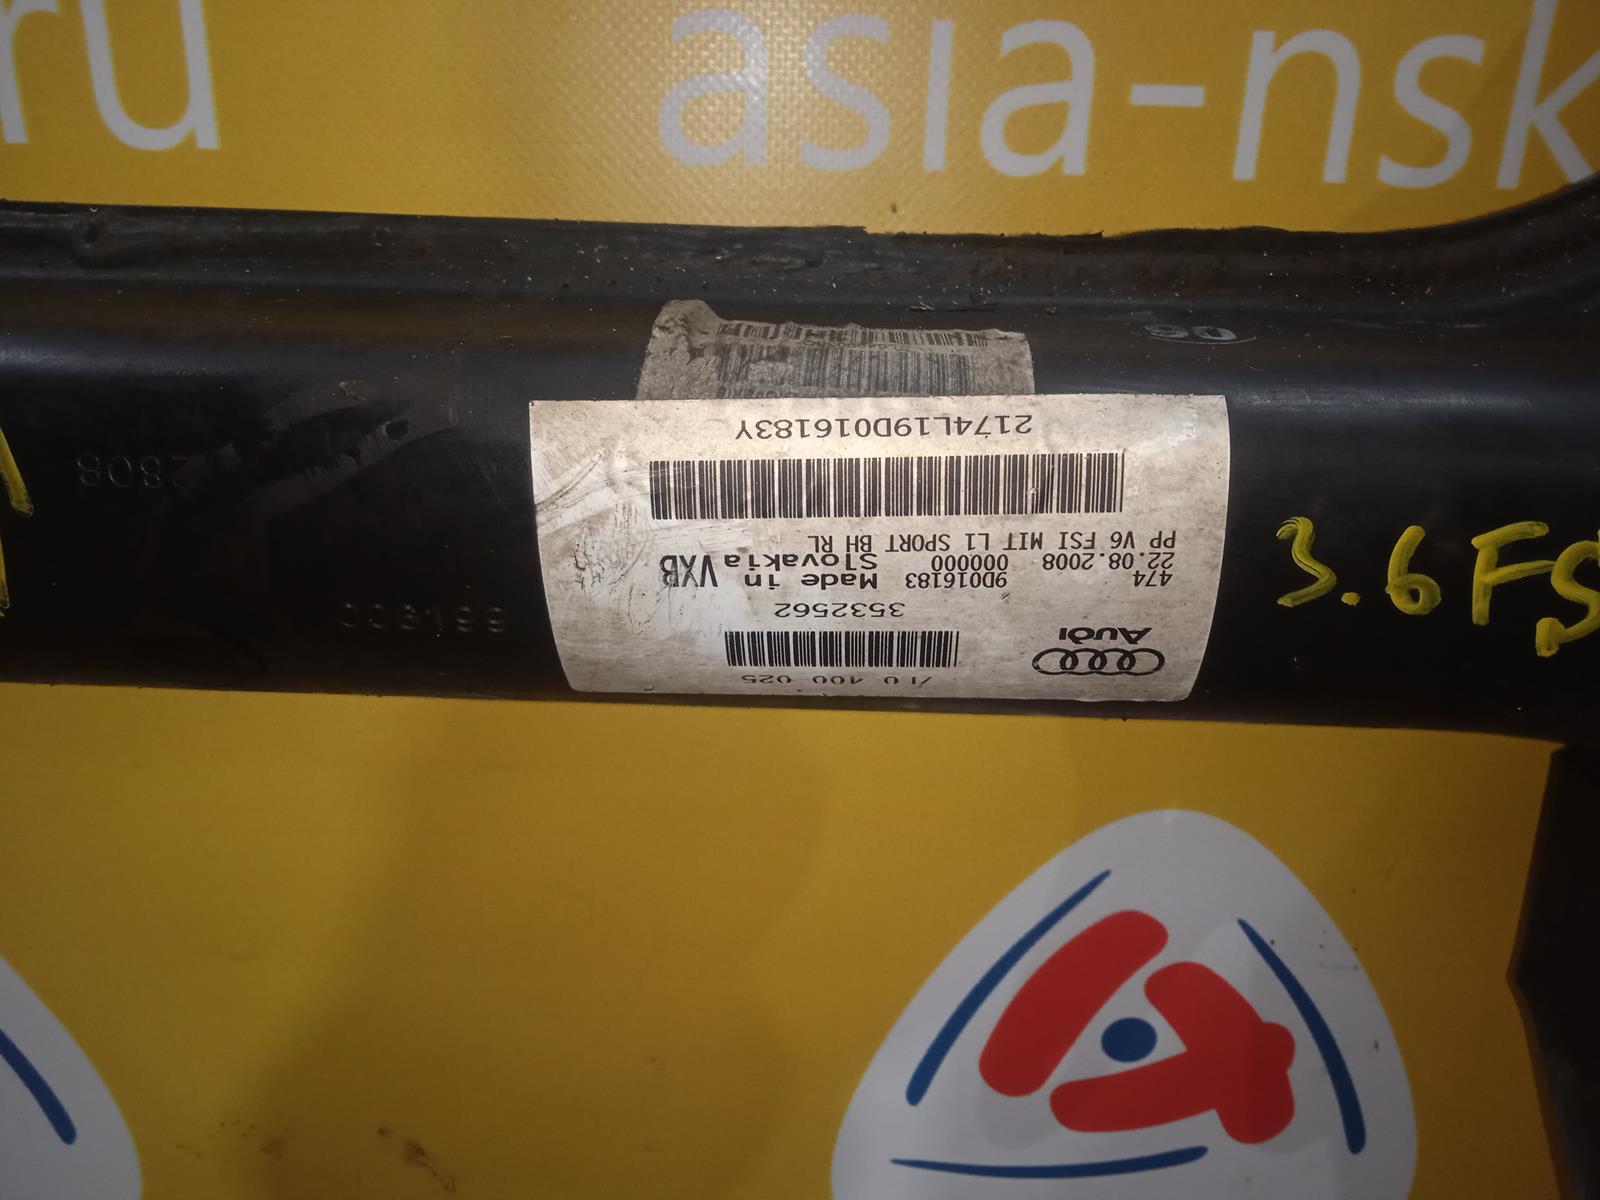 ru
asia-nsk
90
2174L19D016183Y
2808
3.6 FS
/10 400 025
3532562
Audi
474 9D016183 Made in VXB
22.08.2008 000000 Slovakia
PP V6 FSI MIT L1 SPORT BH RL